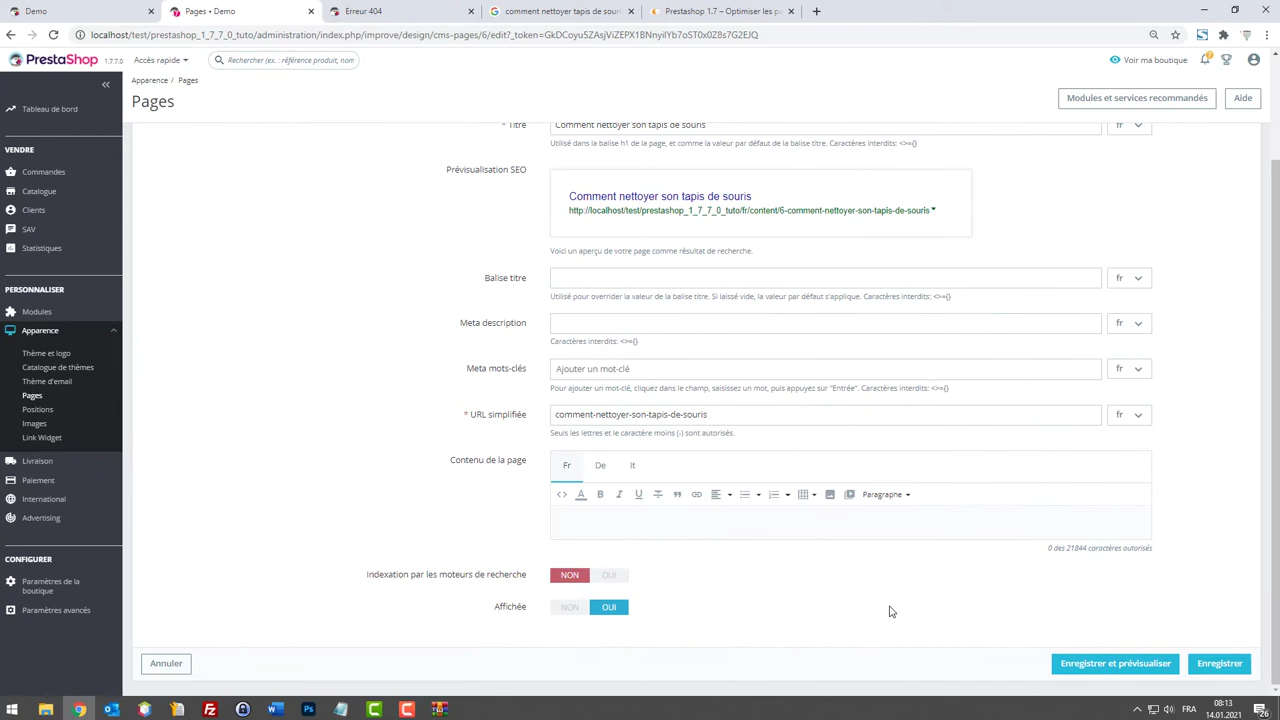 Demo
Pages • Demo
Erreur 404
comment nettoyer tapis de sour
Prestashop 1.7 – Optimiser les pa
localhost/test/prestashop_1_7_7_0_tuto/administration/index.php/improve/design/cms-pages/6/edit?_token=
PrestaShop
1.7.7.0
Accès rapide
Rechercher (ex. : référence produit, nom
Voir ma boutique
Apparence / Pages
Pages
Modules et services recommandés
Aide
Tableau de bord
VENDRE
Commandes
Catalogue
Clients
SAV
Statistiques
PERSONNALISER
Modules
Apparence
Thème et logo
Catalogue de thèmes
Thème d'email
Pages
Positions
Images
Link Widget
Livraison
Paiement
International
Advertising
CONFIGURER
Paramètres de la
boutique
Paramètres avancés
* Titre
Comment nettoyer son tapis de souris
fr
Utilisé dans la balise h1 de la page, et comme la valeur par défaut de la balise titre. Caractères interdits: <>={}
Prévisualisation SEO
Comment nettoyer son tapis de souris
http://localhost/test/prestashop_1_7_7_0_tuto/fr/content/6-comment-nettoyer-son-tapis-de-souris
Voici un aperçu de votre page comme résultat de recherche.
Balise titre
fr
Utilisé pour overrider la valeur de la balise titre. Si laissé vide, la valeur par défaut s'applique. Caractères interdits: <>={}
Meta description
fr
Caractères interdits: <>={}
Meta mots-clés
Ajouter un mot-clé
fr
Pour ajouter un mot-clé, cliquez dans le champ, saisissez un mot, puis appuyez sur "Entrée". Caractères interdits: <>={}
* URL simplifiée
comment-nettoyer-son-tapis-de-souris
fr
Seuls les lettres et le caractère moins (-) sont autorisés.
Contenu de la page
Fr
De
It
Paragraphe
0 des 21844 caractères autorisés
Indexation par les moteurs de recherche
NON
OUI
Affichée
NON
OUI
Annuler
Enregistrer et prévisualiser
Enregistrer
FRA
08:13
14.01.2021
26